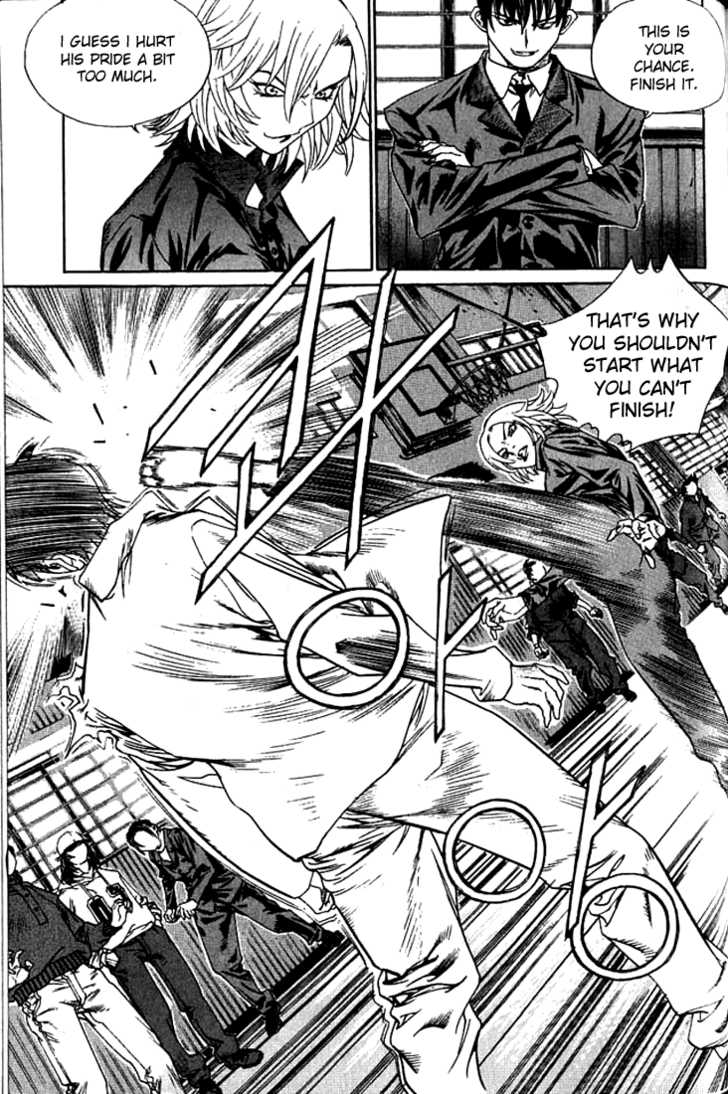 I GUESS I HURT
HIS PRIDE A BIT
TOO MUCH.
THIS IS
YOUR
CHANCE.
FINISH IT.
THAT'S WHY
YOU SHOULDN'T
START WHAT
YOU CAN'T
FINISH!